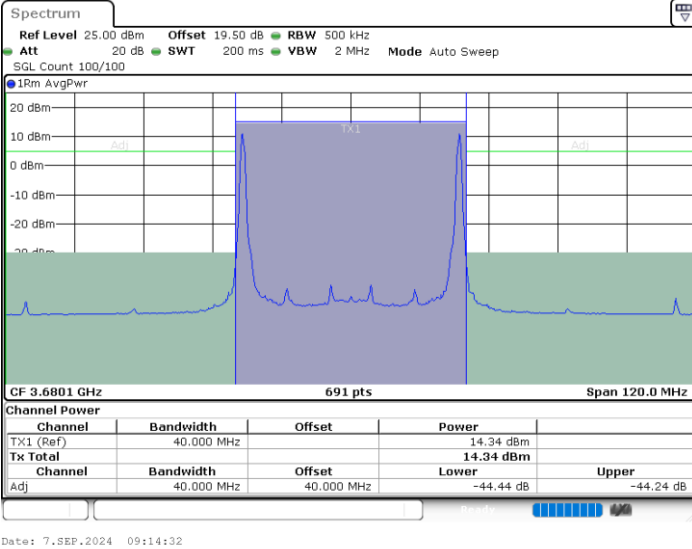 Spectrum
Ref Level 25.00 dBm Offset 19.50 dB RBW 500 kHz
Att 20 dB SWT 200 ms VBW 2 MHz Mode Auto Sweep
SGL Count 100/100
1Rm AvgPwr
20 dBm
TX1
10 dBm
Adj Adj
0 dBm
-10 dBm
-20 dBm
-30 dBm
CF 3.6801 GHz 691 pts Span 120.0 MHz
Channel Power
Channel Bandwidth Offset Power
TX1 (Ref) 40.000 MHz 14.34 dBm
Tx Total 14.34 dBm
Channel Bandwidth Offset Lower Upper
Adj 40.000 MHz 40.000 MHz -44.44 dB -44.24 dB
Ready
Date: 7.SEP.2024 09:14:32